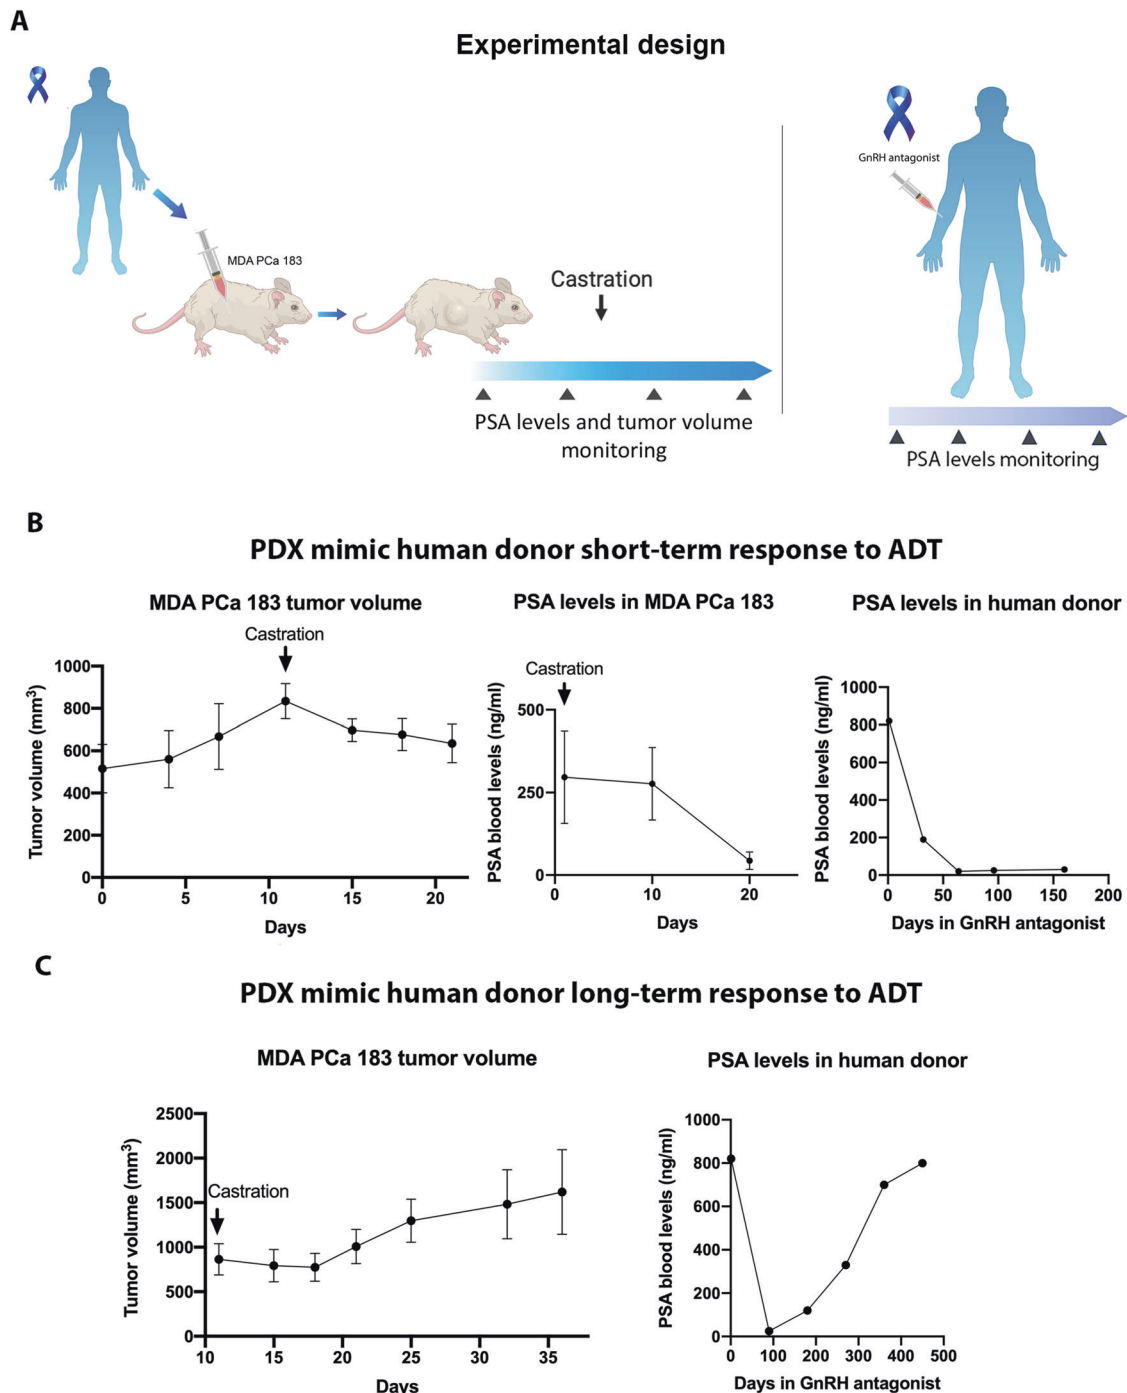 A
Experimental design
GnRH antagonist
MDA PCa 183
Castration
PSA levels and tumor volume
monitoring
PSA levels monitoring
B
PDX mimic human donor short-term response to ADT
MDA PCa 183 tumor volume
Castration
Tumor volume (mm³)
1000
800
600
400
200
0
0 5 10 15 20
Days
PSA levels in MDA PCa 183
Castration
PSA blood levels (ng/ml)
500
250
0
0 10 20
Days
PSA levels in human donor
PSA blood levels (ng/ml)
1000
800
600
400
200
0
0 50 100 150 200
Days in GnRH antagonist
C
PDX mimic human donor long-term response to ADT
MDA PCa 183 tumor volume
Castration
Tumor volume (mm³)
2500
2000
1500
1000
500
0
10 15 20 25 30 35
Days
PSA levels in human donor
PSA blood levels (ng/ml)
1000
800
600
400
200
0
0 100 200 300 400 500
Days in GnRH antagonist